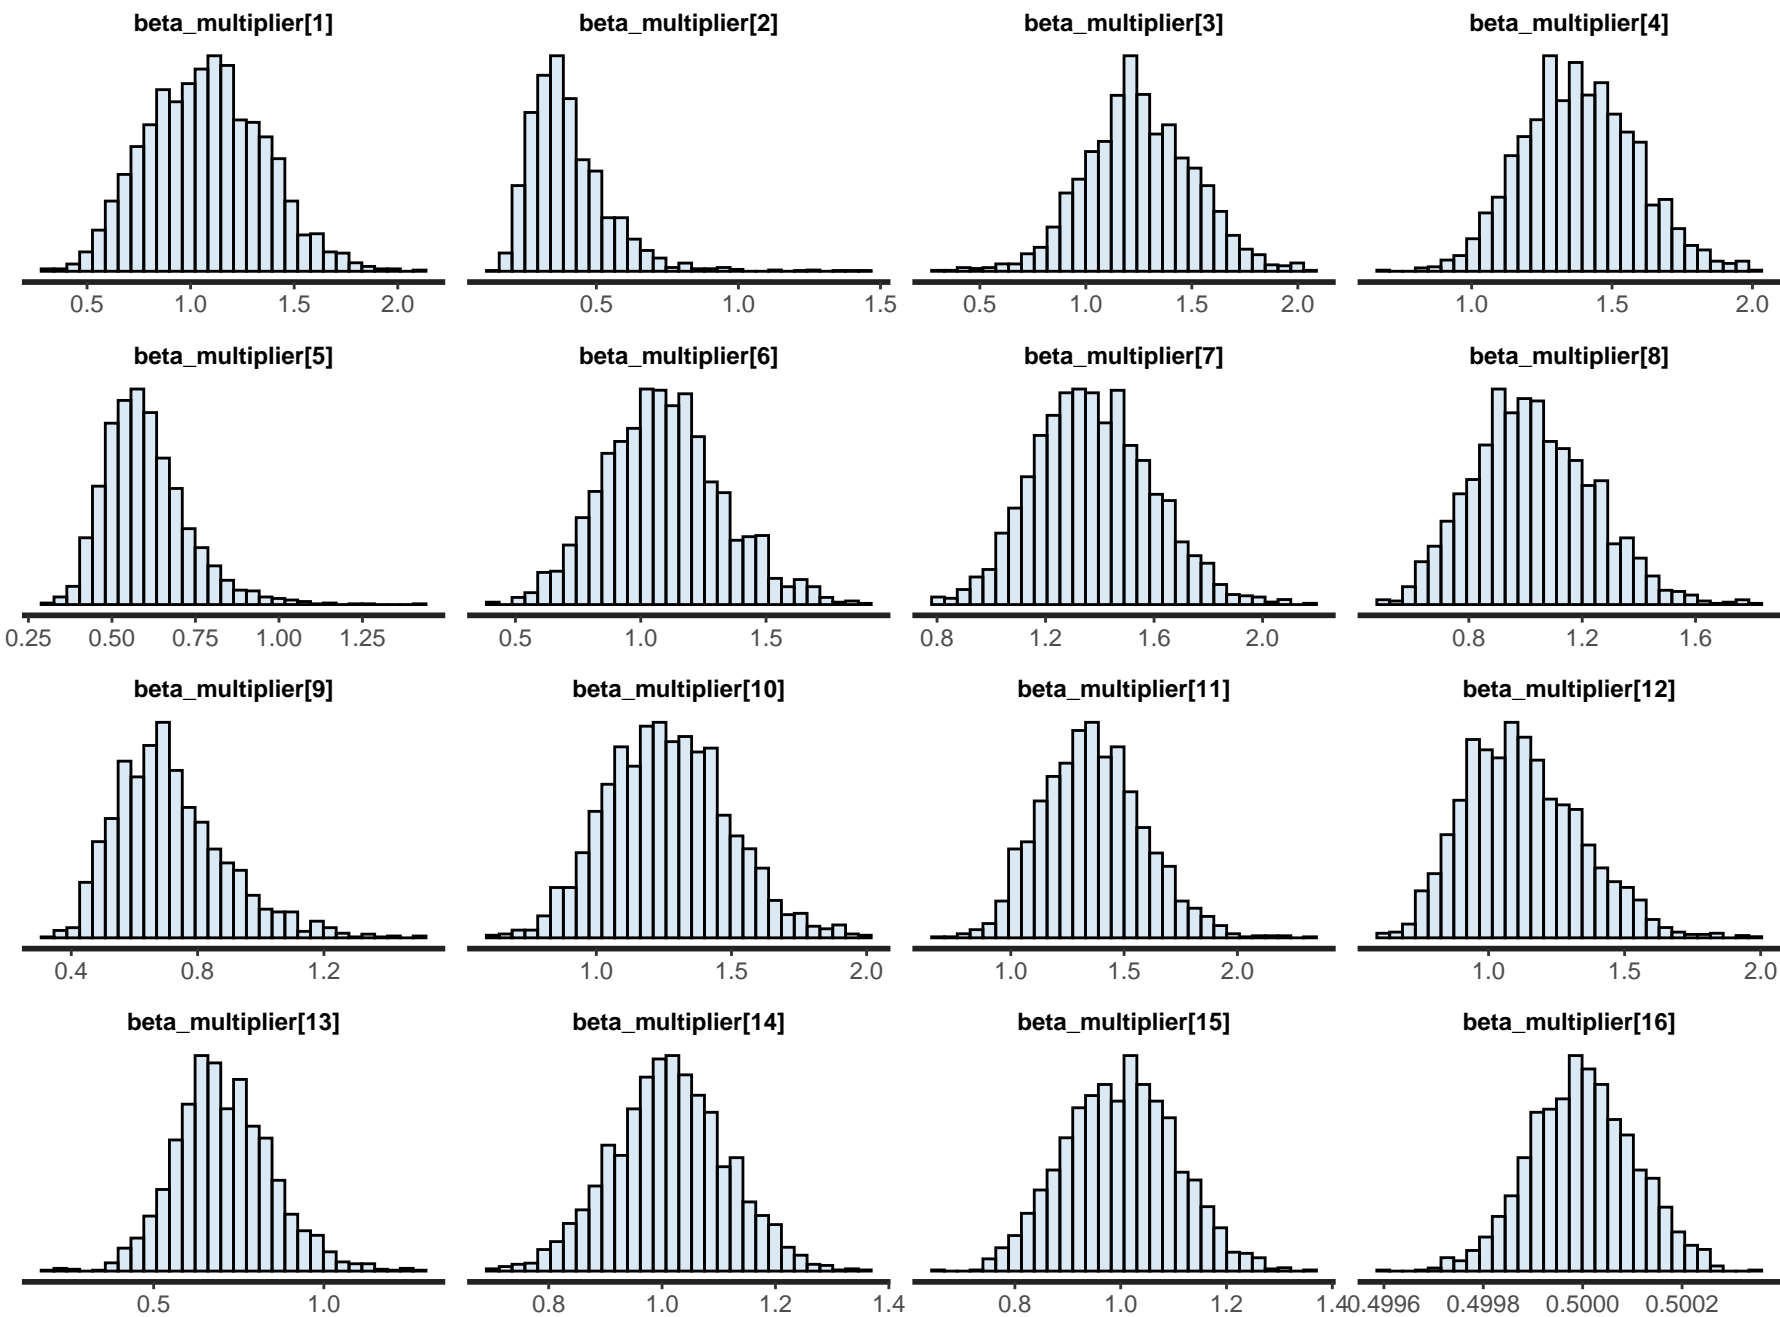 beta_multiplier[1] beta_multiplier[2] beta_multiplier[3] beta_multiplier[4]
0.5 1.0 1.5 2.0 0.5 1.0 1.5 0.5 1.0 1.5 2.0 1.0 1.5 2.0
beta_multiplier[5] beta_multiplier[6] beta_multiplier[7] beta_multiplier[8]
0.25 0.50 0.75 1.00 1.25 0.5 1.0 1.5 0.8 1.2 1.6 2.0 0.8 1.2 1.6
beta_multiplier[9] beta_multiplier[10] beta_multiplier[11] beta_multiplier[12]
0.4 0.8 1.2 1.0 1.5 2.0 1.0 1.5 2.0 1.0 1.5 2.0
beta_multiplier[13] beta_multiplier[14] beta_multiplier[15] beta_multiplier[16]
0.5 1.0 0.8 1.0 1.2 1.4 0.8 1.0 1.2 1.4 0.4996 0.4998 0.5000 0.5002